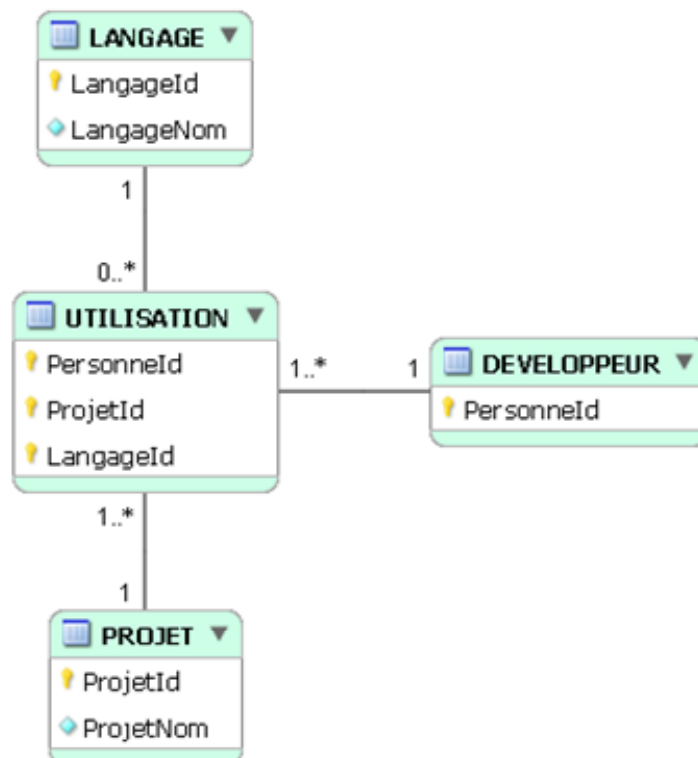 LANGAGE
LangageId
LangageNom
1
0..*
UTILISATION
PersonneId
ProjetId
LangageId
1..*
1
DEVELOPPEUR
PersonneId
1..*
1
PROJET
ProjetId
ProjetNom